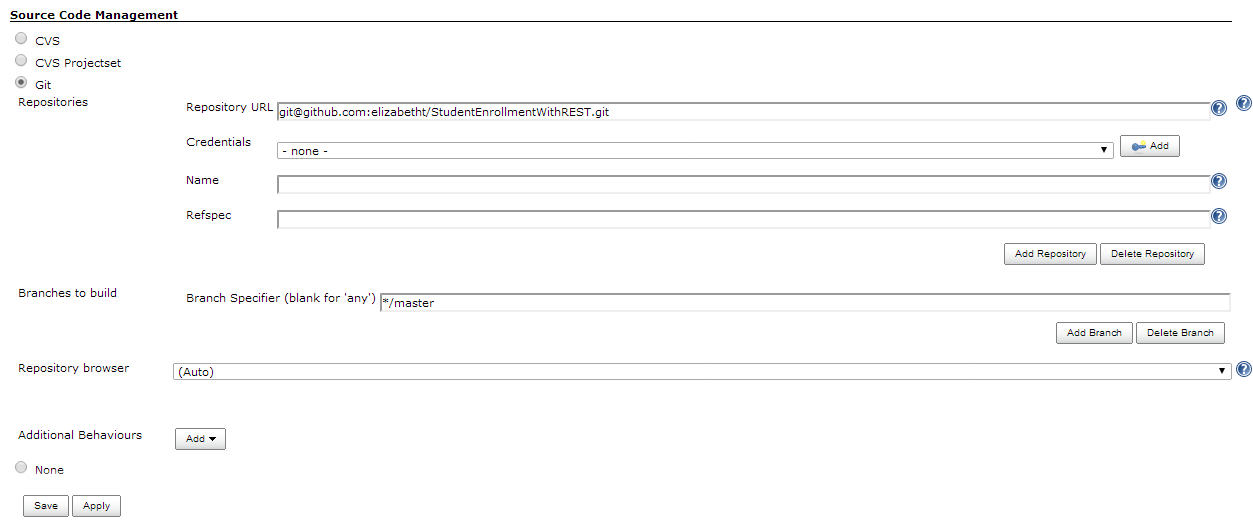 Source Code Management
CVS
CVS Projectset
Git
Repositories
Repository URL git@github.com:elizabetht/StudentEnrollmentWithREST.git
Credentials - none - Add
Name
Refspec
Add Repository Delete Repository
Branches to build Branch Specifier (blank for 'any') */master
Add Branch Delete Branch
Repository browser (Auto)
Additional Behaviours Add
None
Save Apply